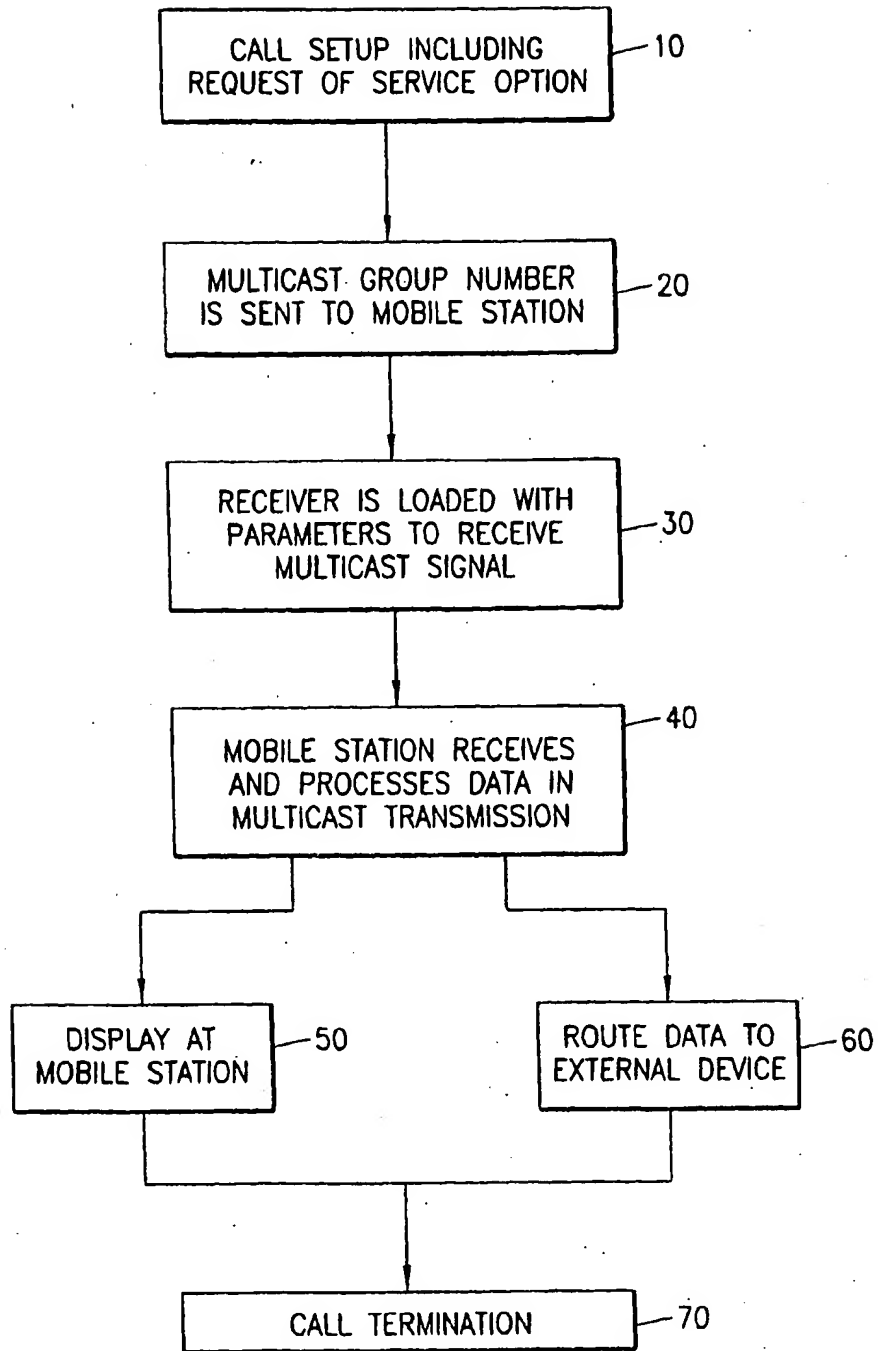 CALL SETUP INCLUDING
REQUEST OF SERVICE OPTION
10
MULTICAST GROUP NUMBER
IS SENT TO MOBILE STATION
20
RECEIVER IS LOADED WITH
PARAMETERS TO RECEIVE
MULTICAST SIGNAL
30
40
MOBILE STATION RECEIVES
AND PROCESSES DATA IN
MULTICAST TRANSMISSION
DISPLAY AT
MOBILE STATION
50
ROUTE DATA TO
EXTERNAL DEVICE
60
CALL TERMINATION
70